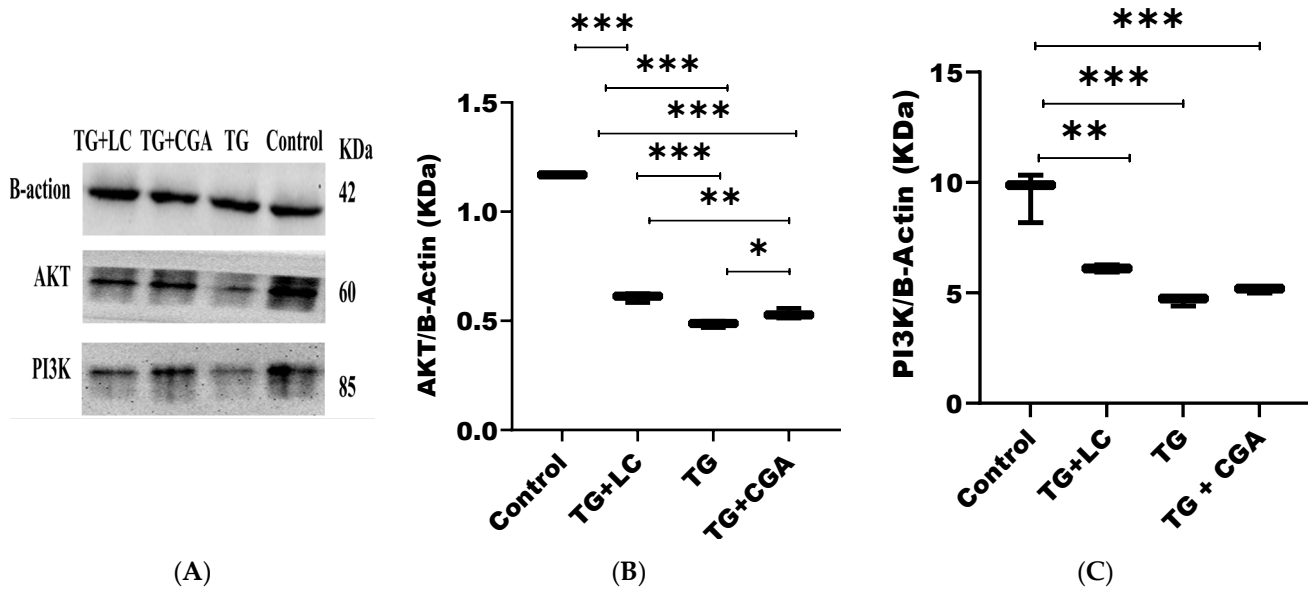 TG+LC TG+CGA TG Control KDa
B-action 42
AKT 60
PI3K 85
(A)
***
***
***
***
**
*
AKT/B-Actin (KDa)
1.5
1.0
0.5
0.0
Control TG+LC TG TG+CGA
(B)
***
***
**
PI3K/B-Actin (KDa)
15
10
5
0
Control TG+LC TG TG + CGA
(C)